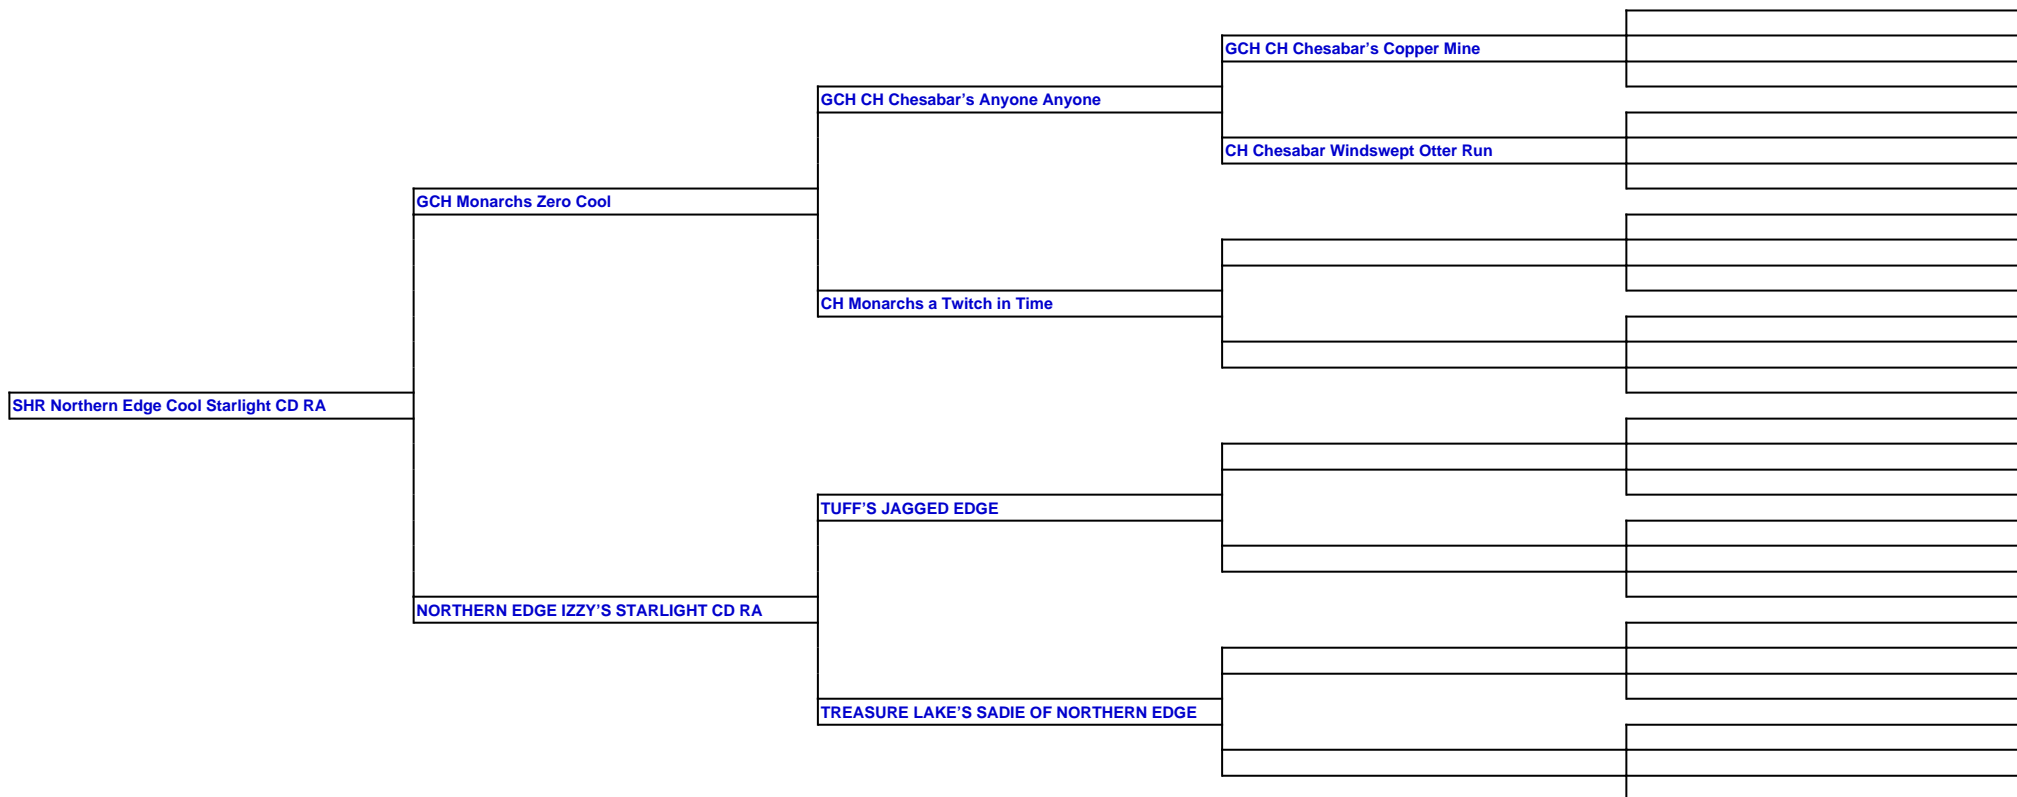 GCH CH Chesabar's Copper Mine
GCH CH Chesabar's Anyone Anyone
CH Chesabar Windswept Otter Run
GCH Monarchs Zero Cool
CH Monarchs a Twitch in Time
SHR Northern Edge Cool Starlight CD RA
TUFF'S JAGGED EDGE
NORTHERN EDGE IZZY'S STARLIGHT CD RA
TREASURE LAKE'S SADIE OF NORTHERN EDGE